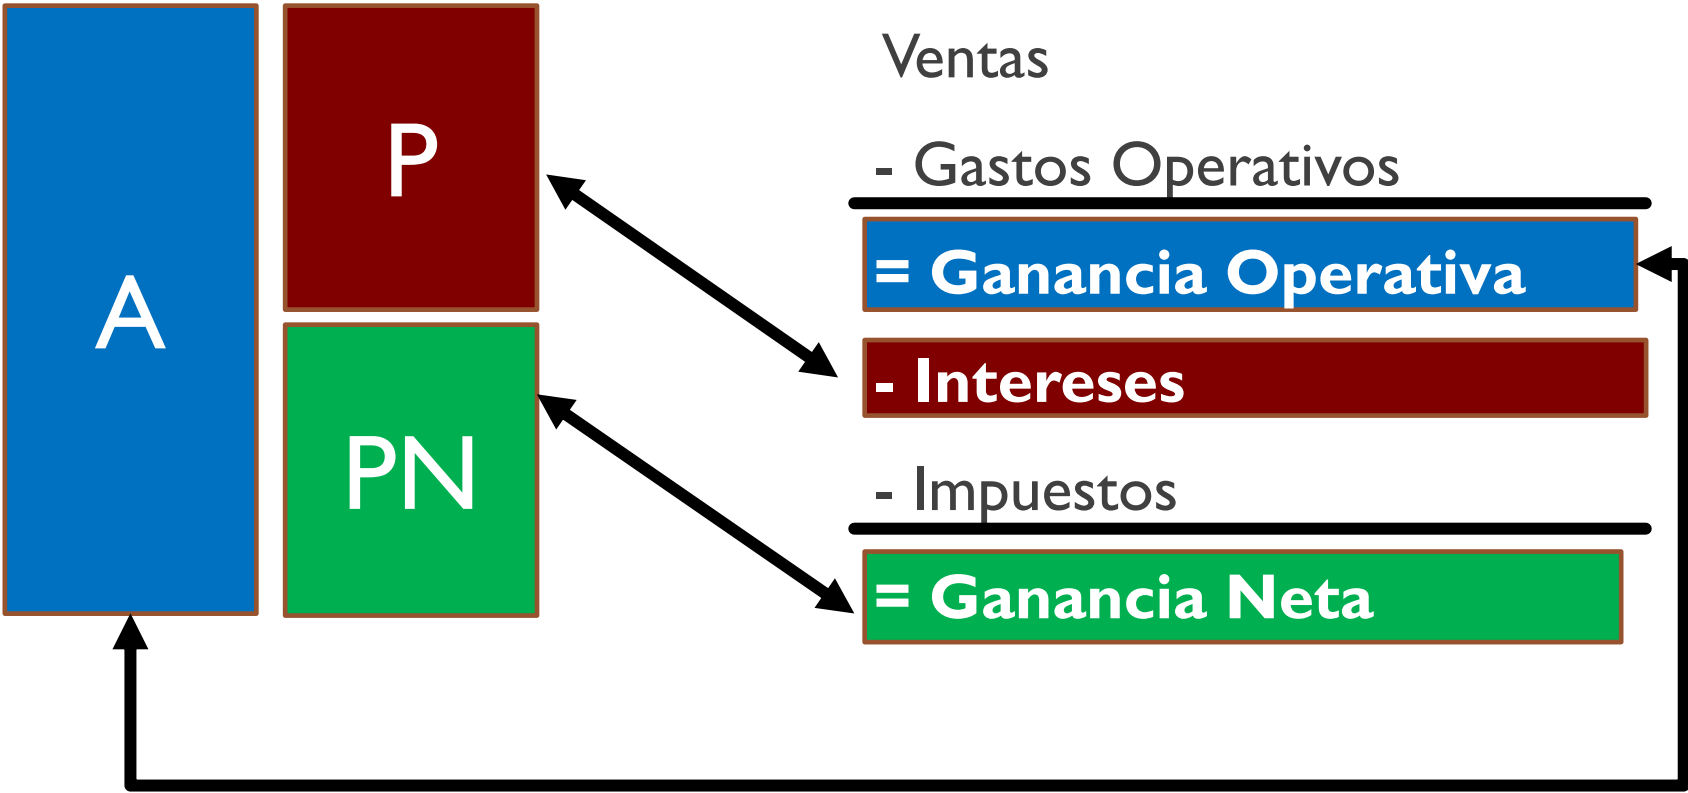 A
P
PN
Ventas
- Gastos Operativos
= Ganancia Operativa
- Intereses
- Impuestos
= Ganancia Neta